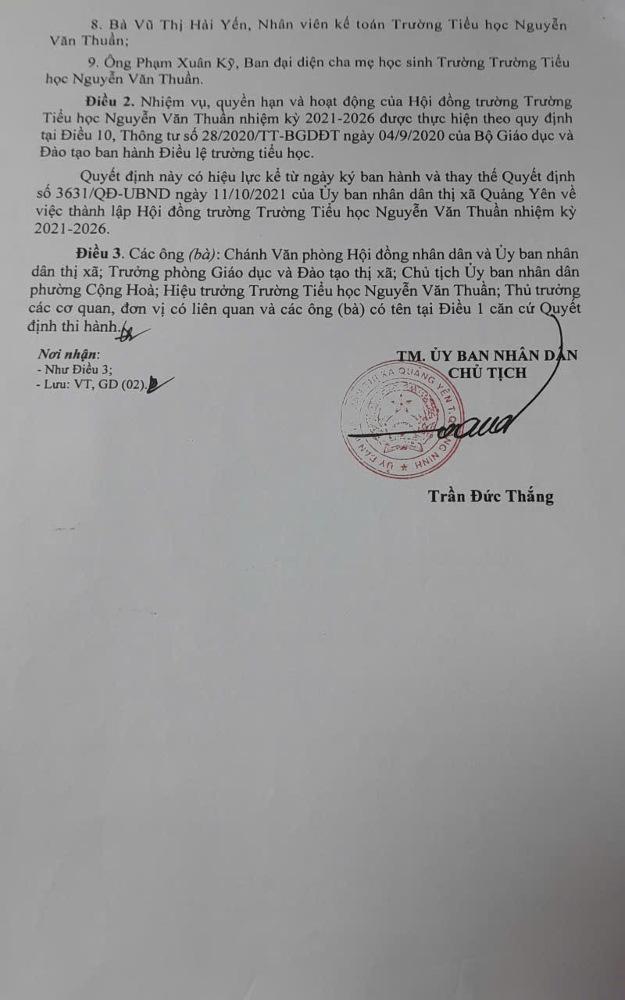 8. Bà Vũ Thị Hải Yến, Nhân viên kế toán Trường Tiểu học Nguyễn
Văn Thuần;
9. Ông Phạm Xuân Kỹ, Ban đại diện cha mẹ học sinh Trường Trường Tiểu
học Nguyễn Văn Thuần.
Điều 2. Nhiệm vụ, quyền hạn và hoạt động của Hội đồng trường Trường
Tiểu học Nguyễn Văn Thuần nhiệm kỳ 2021-2026 được thực hiện theo quy định
tại Điều 10, Thông tư số 28/2020/TT-BGDĐT ngày 04/9/2020 của Bộ Giáo dục và
Đào tạo ban hành Điều lệ trường tiểu học.
Quyết định này có hiệu lực kể từ ngày ký ban hành và thay thế Quyết định
số 3631/QĐ-UBND ngày 11/10/2021 của Ủy ban nhân dân thị xã Quảng Yên về
việc thành lập Hội đồng trường Trường Tiểu học Nguyễn Văn Thuần nhiệm kỳ
2021-2026.
Điều 3. Các ông (bà): Chánh Văn phòng Hội đồng nhân dân và Ủy ban nhân
dân thị xã; Trưởng phòng Giáo dục và Đào tạo thị xã; Chủ tịch Ủy ban nhân dân
phường Cộng Hoà; Hiệu trưởng Trường Tiểu học Nguyễn Văn Thuần; Thủ trưởng
các cơ quan, đơn vị có liên quan và các ông (bà) có tên tại Điều 1 căn cứ Quyết
định thi hành.
Nơi nhận:
- Như Điều 3;
- Lưu: VT, GD (02).
TM. ỦY BAN NHÂN DÂN
CHỦ TỊCH
ỦY BAN THỊ XÃ QUẢNG YÊN T.QUẢNG NINH
Trần Đức Thắng